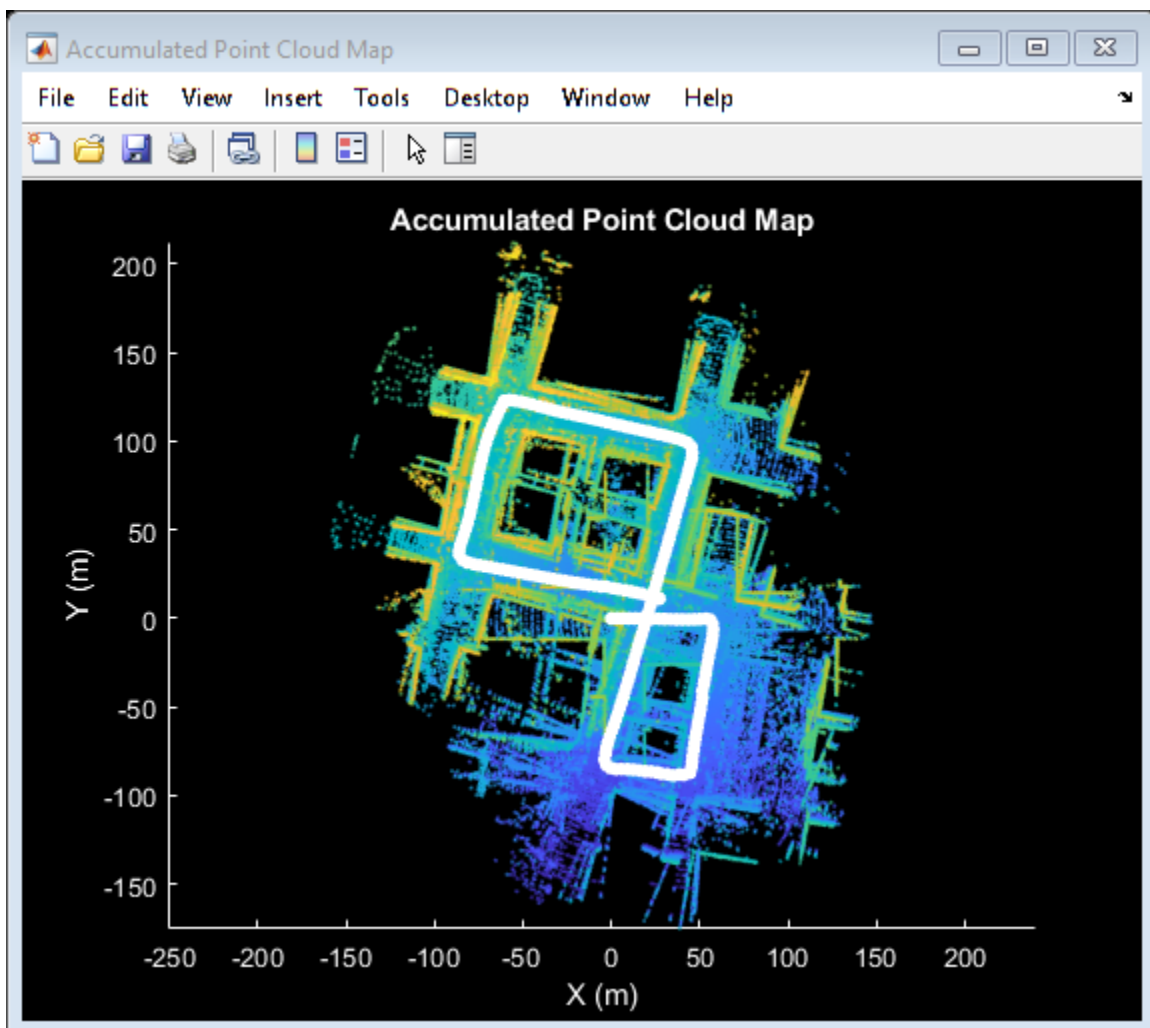 Accumulated Point Cloud Map
File Edit View Insert Tools Desktop Window Help
Accumulated Point Cloud Map
200
150
100
50
0
-50
-100
-150
Y (m)
-250 -200 -150 -100 -50 0 50 100 150 200
X (m)